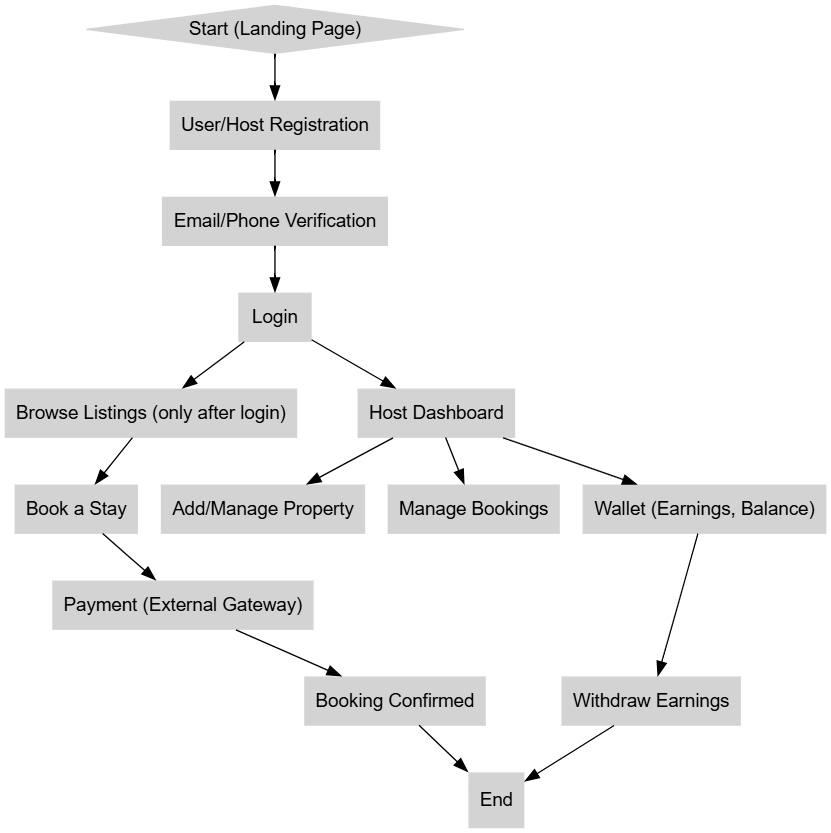 Start (Landing Page)
User/Host Registration
Email/Phone Verification
Login
Browse Listings (only after login)
Host Dashboard
Book a Stay
Add/Manage Property
Manage Bookings
Wallet (Earnings, Balance)
Payment (External Gateway)
Booking Confirmed
Withdraw Earnings
End